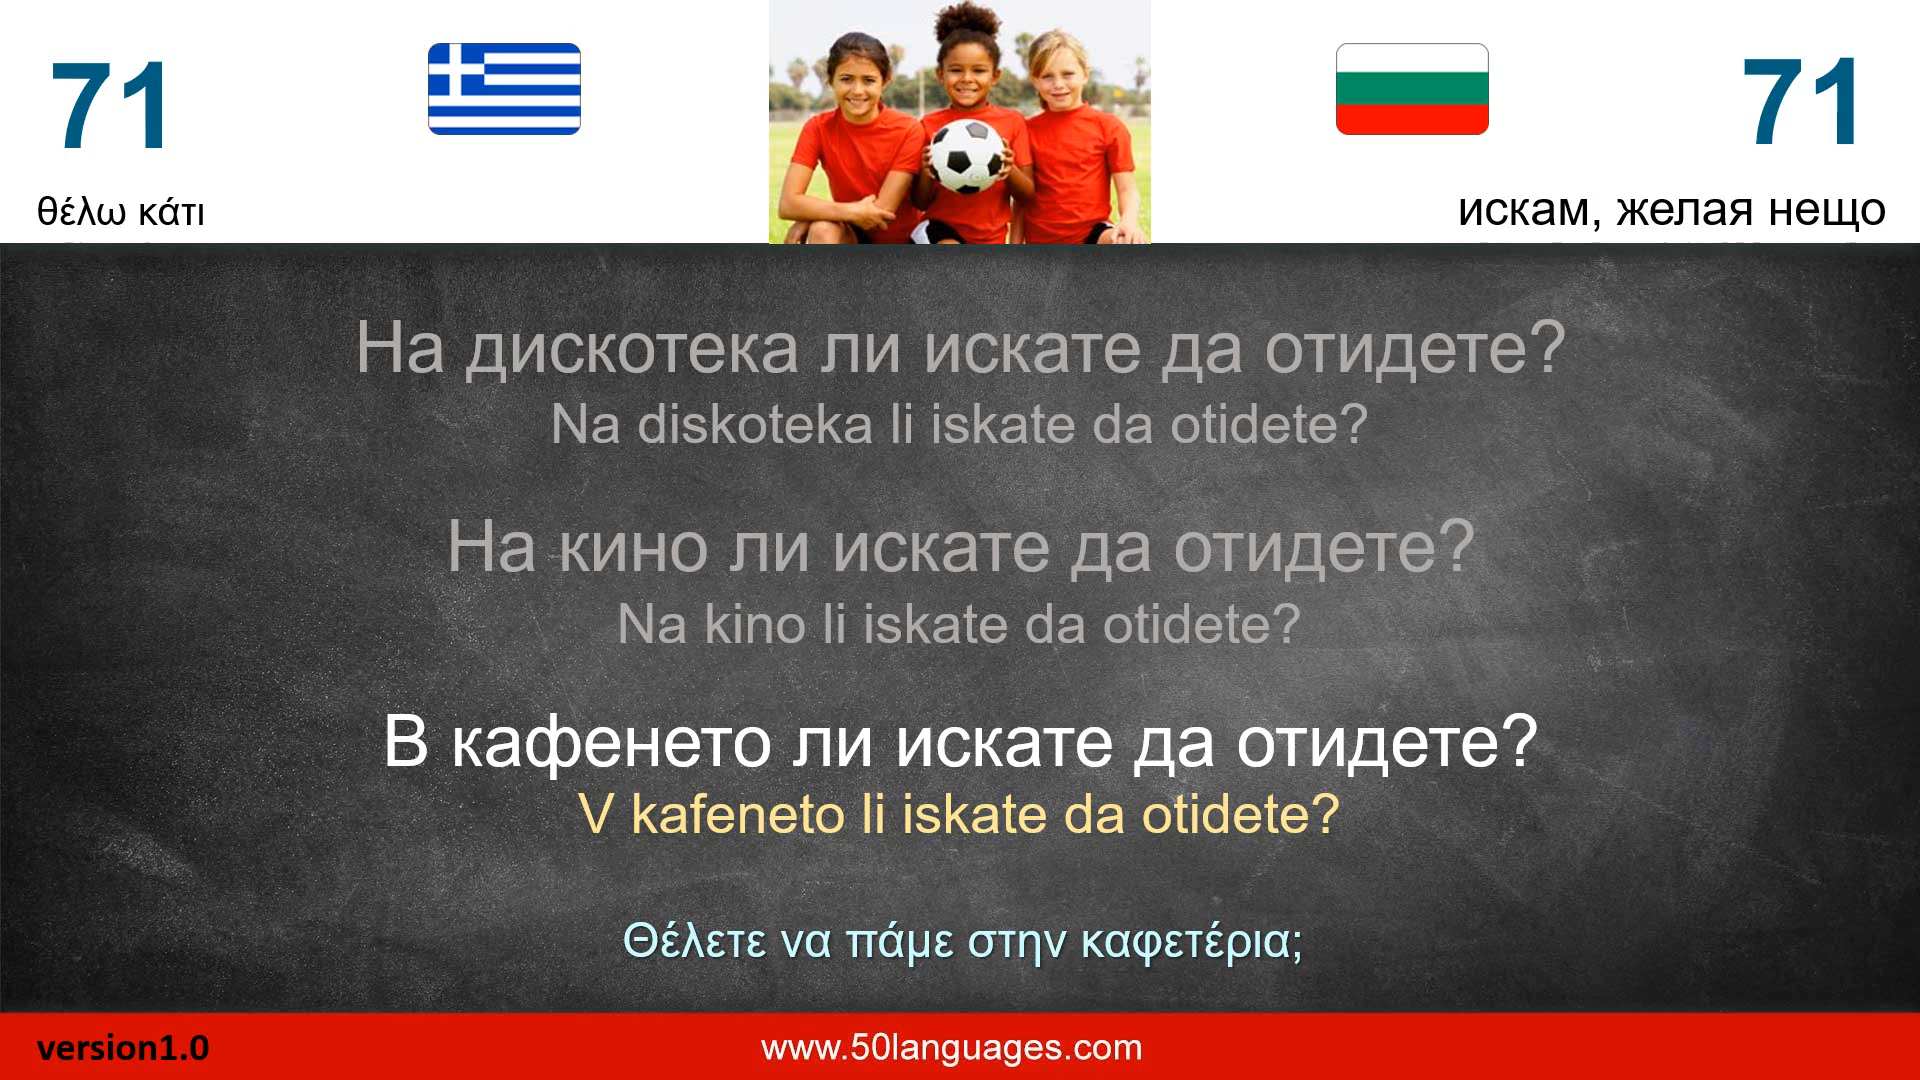 71
71
θέλω κάτι
искам, желая нещо
На дискотека ли искате да отидете?
Na diskoteka li iskate da otidete?
На кино ли искате да отидете?
Na kino li iskate da otidete?
В кафенето ли искате да отидете?
V kafeneto li iskate da otidete?
Θέλετε να πάμε στην καφετέρια;
version1.0
www.50languages.com